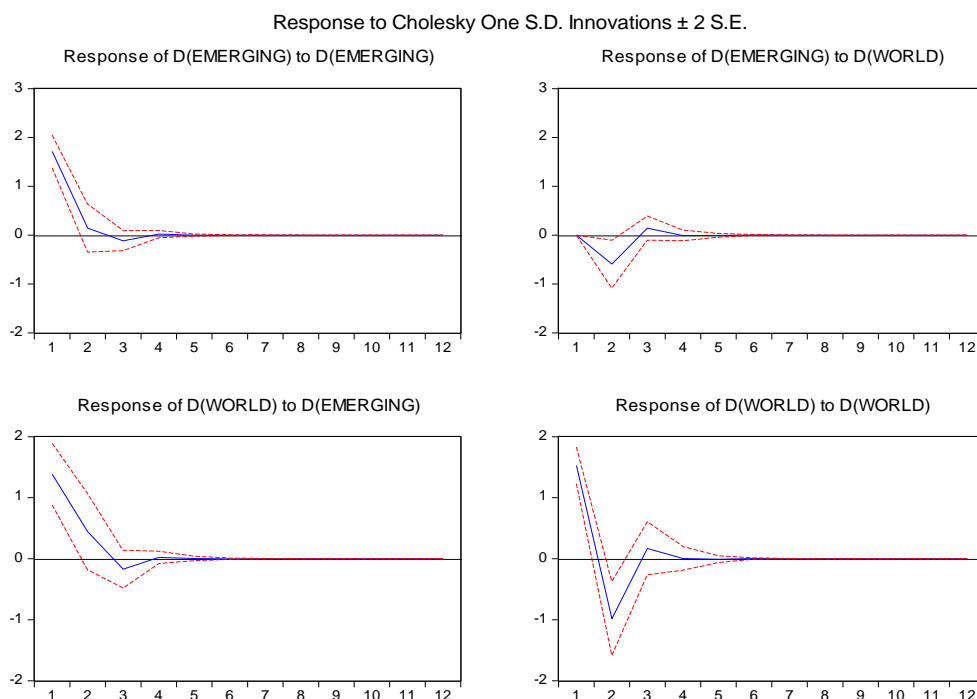 Response to Cholesky One S.D. Innovations ± 2 S.E.
Response of D(EMERGING) to D(EMERGING)
3
2
1
0
-1
-2
1 2 3 4 5 6 7 8 9 10 11 12
Response of D(EMERGING) to D(WORLD)
3
2
1
0
-1
-2
1 2 3 4 5 6 7 8 9 10 11 12
Response of D(WORLD) to D(EMERGING)
2
1
0
-1
-2
1 2 3 4 5 6 7 8 9 10 11 12
Response of D(WORLD) to D(WORLD)
2
1
0
-1
-2
1 2 3 4 5 6 7 8 9 10 11 12